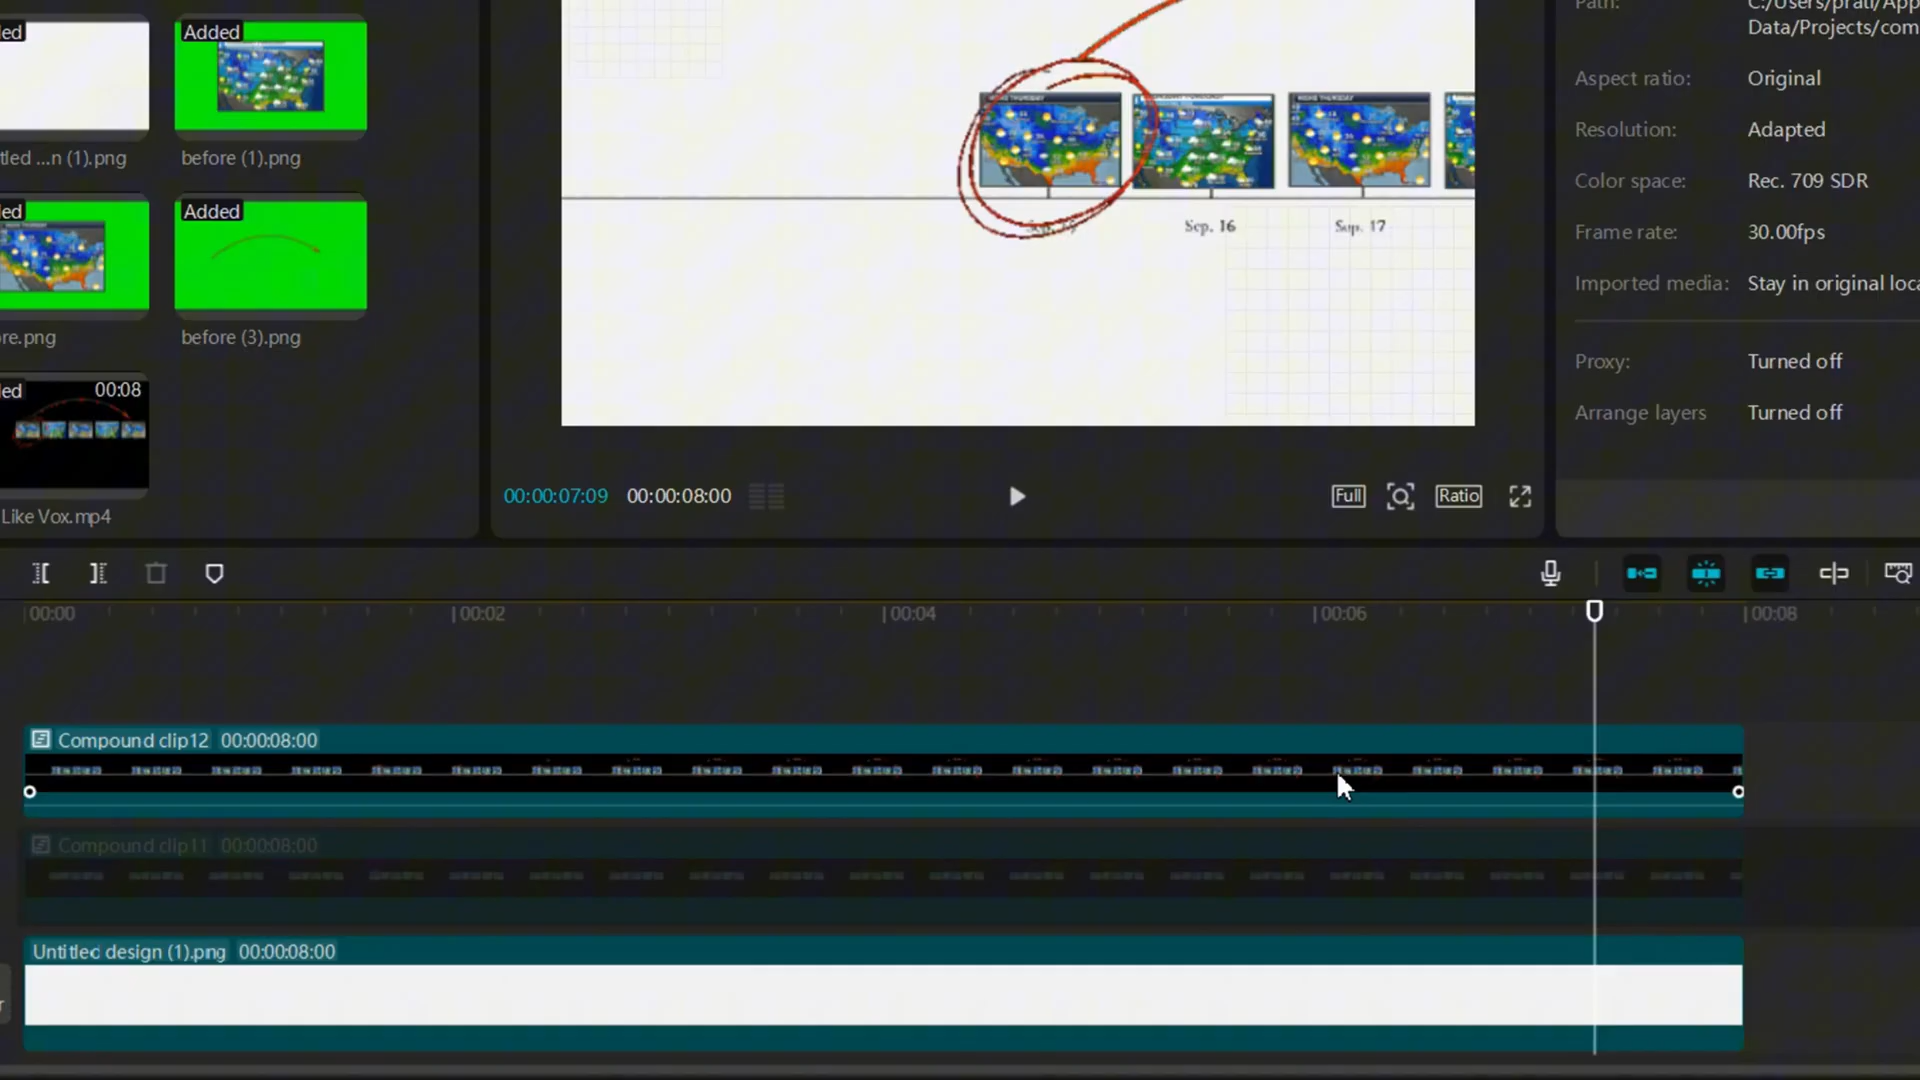 ed
Added
tled ...n (1).png
before (1).png
ed
Added
re.png
before (3).png
ed
00:08
Like Vox.mp4
Sep. 16
Sep. 17
00:00:07:09
00:00:08:00
Full
Ratio
Path:
C:/Users/prati/App
Data/Projects/com
Aspect ratio:
Original
Resolution:
Adapted
Color space:
Rec. 709 SDR
Frame rate:
30.00fps
Imported media:
Stay in original loca
Proxy:
Turned off
Arrange layers
Turned off
00:00
00:02
00:04
00:06
00:08
Compound clip12 00:00:08:00
Compound clip11 00:00:08:00
Untitled design (1).png 00:00:08:00